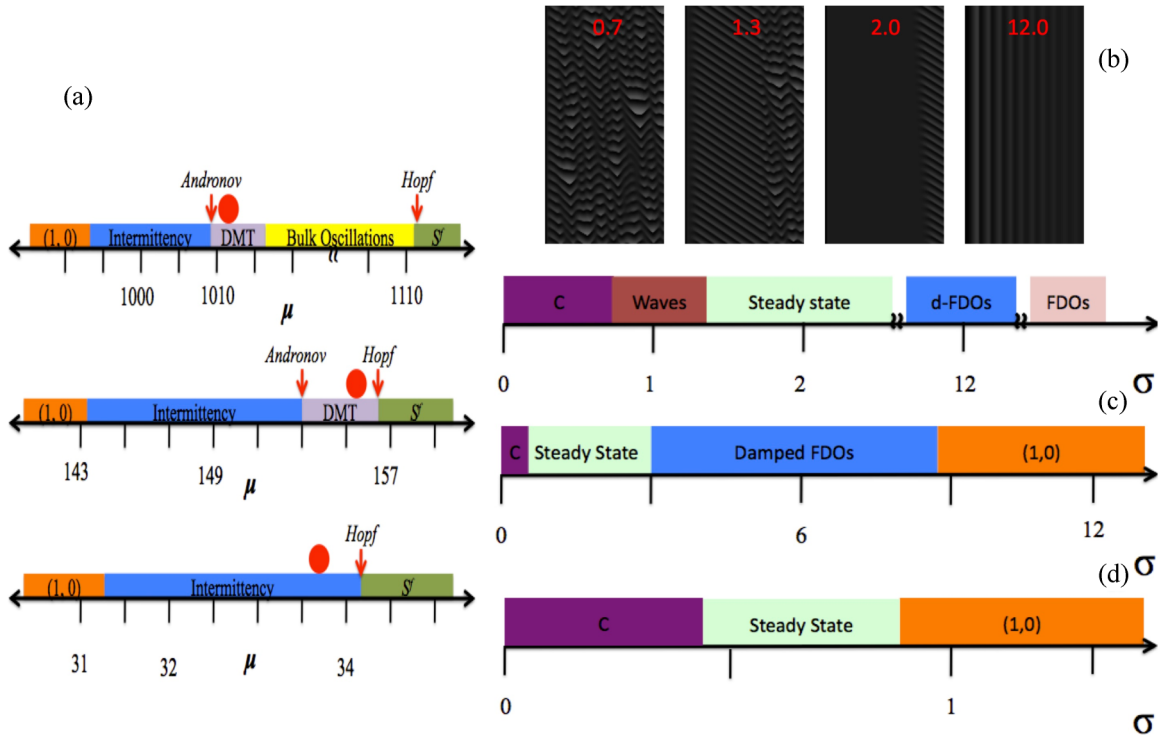 (a)
Andronov Hopf
(1, 0) Intermittency DMT Bulk Oscillations Sᶠ
1000 1010 1110
μ
Andronov Hopf
(1, 0) Intermittency DMT Sᶠ
143 149 157
μ
Hopf
(1, 0) Intermittency Sᶠ
31 32 34
μ
0.7 1.3 2.0 12.0
(b)
C Waves Steady state d-FDOs FDOs
0 1 2 12 σ
(c)
C Steady State Damped FDOs (1,0)
0 6 12 σ
(d)
C Steady State (1,0)
0 1 σ